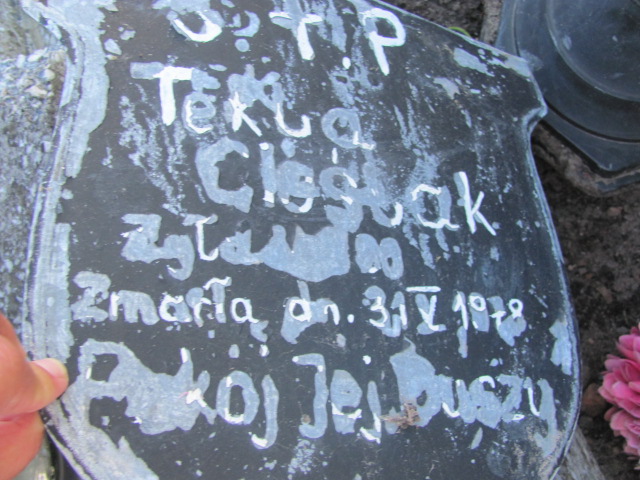 Ś. † P
Tekla
Cieślak
Żyła
Zmarła dn. 31 V 1978
Pokój Jej Duszy